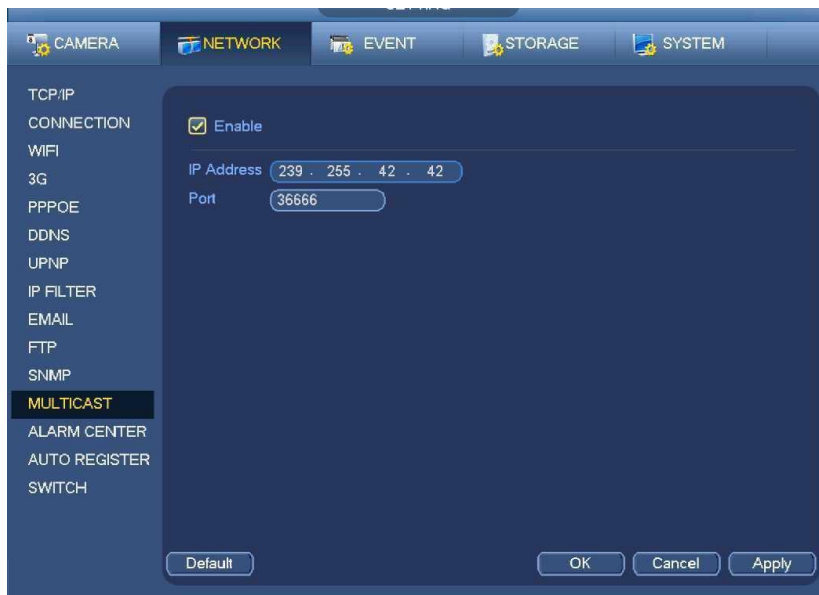 CAMERA NETWORK EVENT STORAGE SYSTEM
TCP/IP
CONNECTION
WIFI
3G
PPPOE
DDNS
UPNP
IP FILTER
EMAIL
FTP
SNMP
MULTICAST
ALARM CENTER
AUTO REGISTER
SWITCH
Enable
IP Address 239 . 255 . 42 . 42
Port 36666
Default OK Cancel Apply